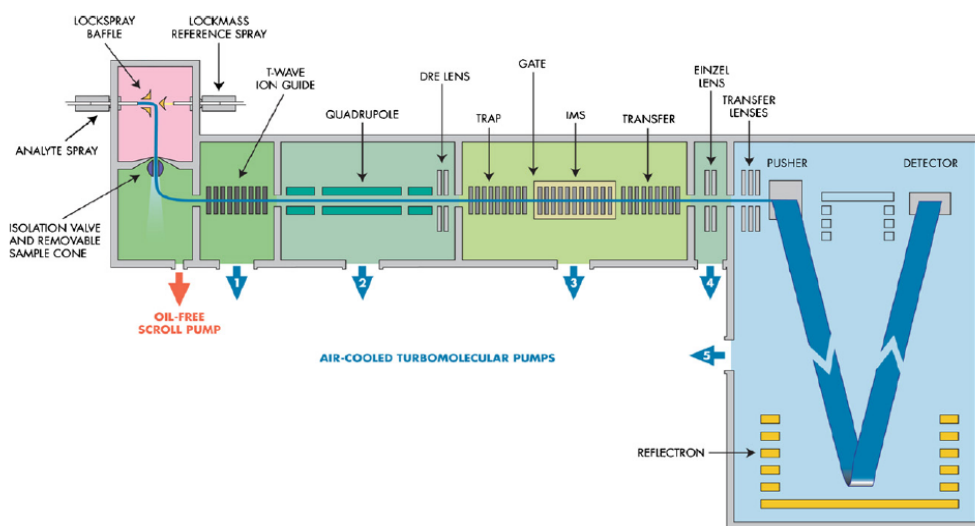 LOCKSPRAY
BAFFLE
LOCKMASS
REFERENCE SPRAY
T-WAVE
ION GUIDE
QUADRUPOLE
DRE LENS
GATE
TRAP
IMS
TRANSFER
EINZEL
LENS
TRANSFER
LENSES
PUSHER
DETECTOR
ANALYTE SPRAY
ISOLATION VALVE
AND REMOVABLE
SAMPLE CONE
1
2
3
4
OIL-FREE
SCROLL PUMP
AIR-COOLED TURBOMOLECULAR PUMPS
5
REFLECTRON